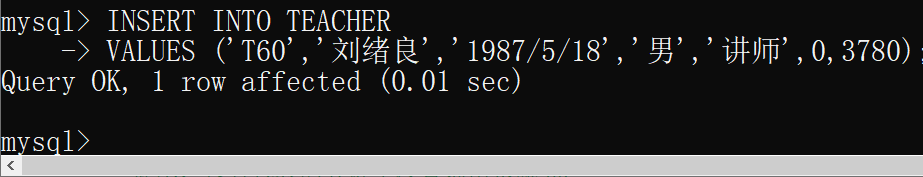 mysql> INSERT INTO TEACHER
    -> VALUES ('T60','刘绪良','1987/5/18','男','讲师',0,3780);
Query OK, 1 row affected (0.01 sec)
mysql>